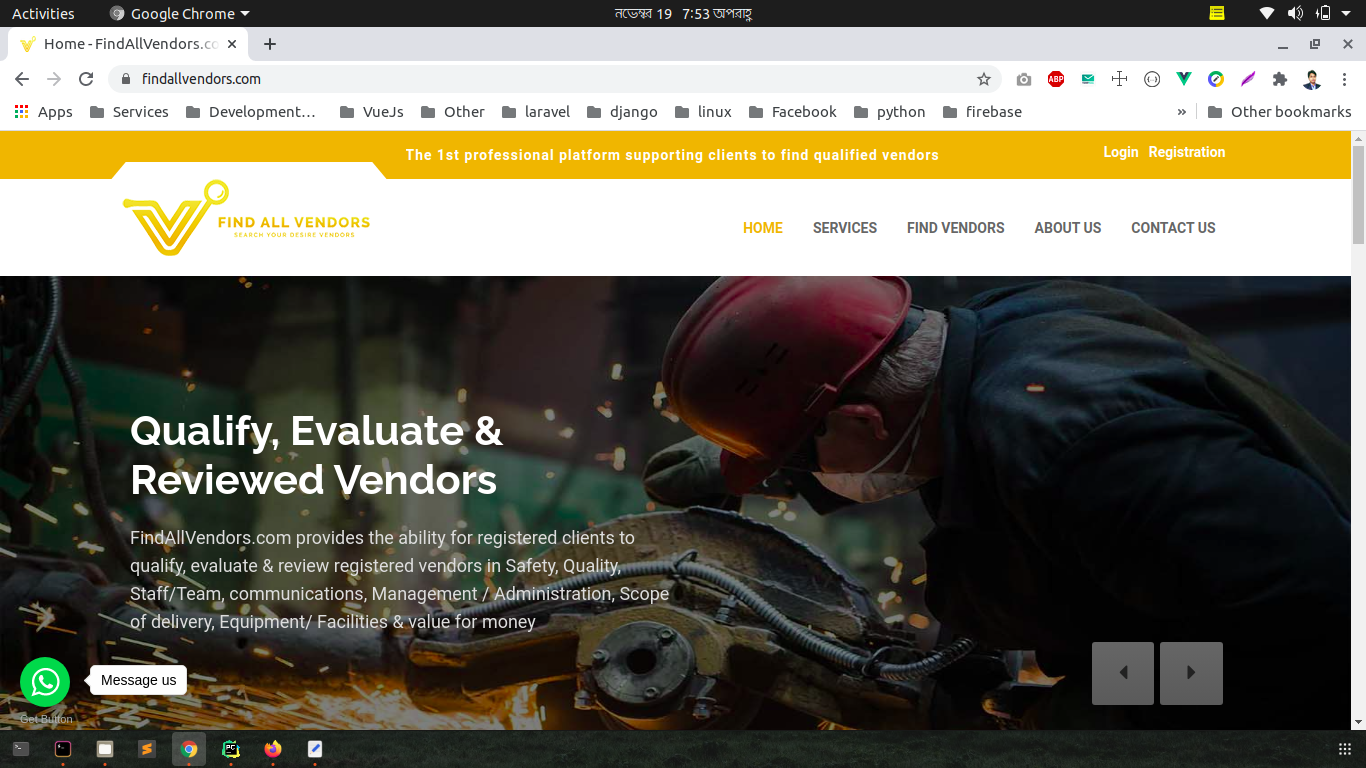 Activities
Google Chrome
নভেম্বর 19 7:53 অপরাহ্ণ
Home - FindAllVendors.co
findallvendors.com
ABP
Apps
Services
Development…
VueJs
Other
laravel
django
linux
Facebook
python
firebase
»
Other bookmarks
The 1st professional platform supporting clients to find qualified vendors
Login Registration
FIND ALL VENDORS
SEARCH YOUR DESIRE VENDORS
HOME
SERVICES
FIND VENDORS
ABOUT US
CONTACT US
Qualify, Evaluate &
Reviewed Vendors
FindAllVendors.com provides the ability for registered clients to
qualify, evaluate & review registered vendors in Safety, Quality,
Staff/Team, communications, Management / Administration, Scope
of delivery, Equipment/ Facilities & value for money
Message us
Get Button
PC